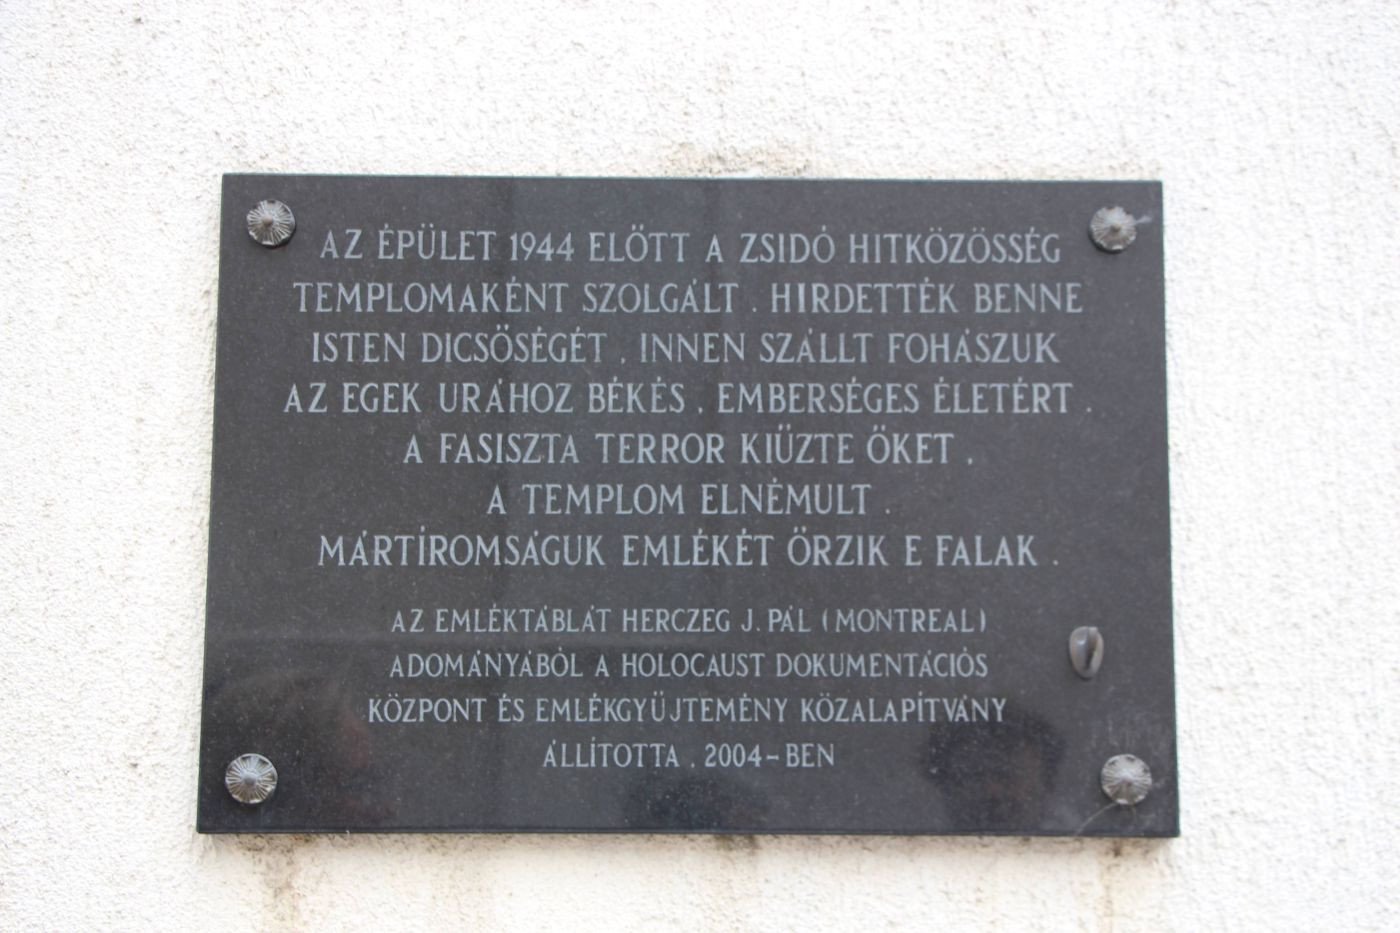 AZ ÉPÜLET 1944 ELŐTT A ZSIDÓ HITKÖZÖSSÉG
TEMPLOMAKÉNT SZOLGÁLT . HIRDETTÉK BENNE
ISTEN DICSŐSÉGÉT , INNEN SZÁLLT FOHÁSZUK
AZ EGEK URÁHOZ BÉKÉS , EMBERSÉGES ÉLETÉRT .
A FASISZTA TERROR KIŰZTE ŐKET ,
A TEMPLOM ELNÉMULT .
MÁRTÍROMSÁGUK EMLÉKÉT ŐRZIK E FALAK .
AZ EMLÉKTÁBLÁT HERCZEG J. PÁL (MONTREAL)
ADOMÁNYÁBÓL A HOLOCAUST DOKUMENTÁCIÓS
KÖZPONT ÉS EMLÉKGYŰJTEMÉNY KÖZALAPÍTVÁNY
ÁLLÍTOTTA . 2004-BEN